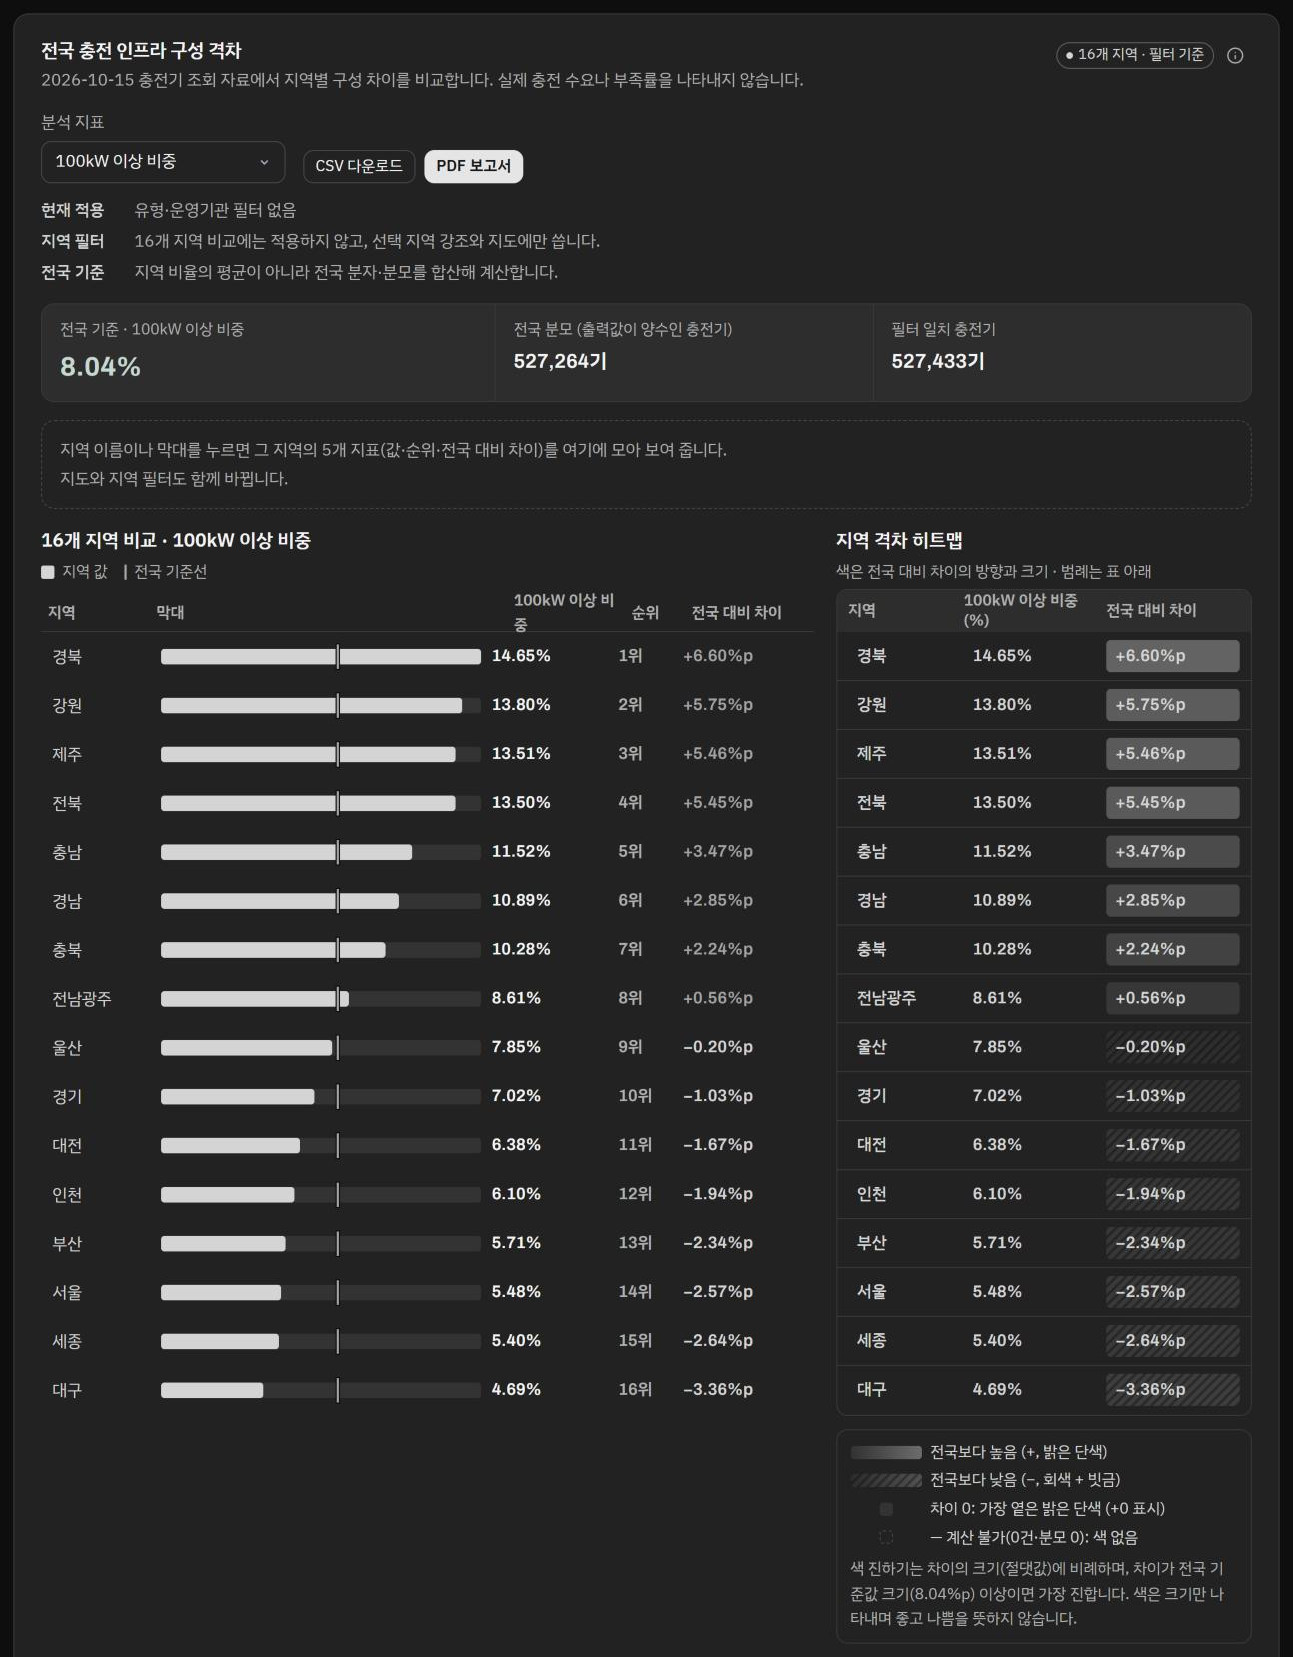 전국 충전 인프라 구성 격차
16개 지역 · 필터 기준
2026-10-15 충전기 조회 자료에서 지역별 구성 차이를 비교합니다. 실제 충전 수요나 부족률을 나타내지 않습니다.
분석 지표
100kW 이상 비중
CSV 다운로드
PDF 보고서
현재 적용 유형·운영기관 필터 없음
지역 필터 16개 지역 비교에는 적용하지 않고, 선택 지역 강조와 지도에만 씁니다.
전국 기준 지역 비율의 평균이 아니라 전국 분자·분모를 합산해 계산합니다.
전국 기준 · 100kW 이상 비중
8.04%
전국 분모 (출력값이 양수인 충전기)
527,264기
필터 일치 충전기
527,433기
지역 이름이나 막대를 누르면 그 지역의 5개 지표(값·순위·전국 대비 차이)를 여기에 모아 보여 줍니다.
지도와 지역 필터도 함께 바뀝니다.
16개 지역 비교 · 100kW 이상 비중
지역 값 전국 기준선
지역 막대 100kW 이상 비
중 순위 전국 대비 차이
경북 14.65% 1위 +6.60%p
강원 13.80% 2위 +5.75%p
제주 13.51% 3위 +5.46%p
전북 13.50% 4위 +5.45%p
충남 11.52% 5위 +3.47%p
경남 10.89% 6위 +2.85%p
충북 10.28% 7위 +2.24%p
전남광주 8.61% 8위 +0.56%p
울산 7.85% 9위 −0.20%p
경기 7.02% 10위 −1.03%p
대전 6.38% 11위 −1.67%p
인천 6.10% 12위 −1.94%p
부산 5.71% 13위 −2.34%p
서울 5.48% 14위 −2.57%p
세종 5.40% 15위 −2.64%p
대구 4.69% 16위 −3.36%p
지역 격차 히트맵
색은 전국 대비 차이의 방향과 크기 · 범례는 표 아래
지역 100kW 이상 비중
(%) 전국 대비 차이
경북 14.65% +6.60%p
강원 13.80% +5.75%p
제주 13.51% +5.46%p
전북 13.50% +5.45%p
충남 11.52% +3.47%p
경남 10.89% +2.85%p
충북 10.28% +2.24%p
전남광주 8.61% +0.56%p
울산 7.85% −0.20%p
경기 7.02% −1.03%p
대전 6.38% −1.67%p
인천 6.10% −1.94%p
부산 5.71% −2.34%p
서울 5.48% −2.57%p
세종 5.40% −2.64%p
대구 4.69% −3.36%p
전국보다 높음 (+, 밝은 단색)
전국보다 낮음 (−, 회색 + 빗금)
차이 0: 가장 옅은 밝은 단색 (+0 표시)
— 계산 불가(0건·분모 0): 색 없음
색 진하기는 차이의 크기(절댓값)에 비례하며, 차이가 전국 기
준값 크기(8.04%p) 이상이면 가장 진합니다. 색은 크기만 나
타내며 좋고 나쁨을 뜻하지 않습니다.